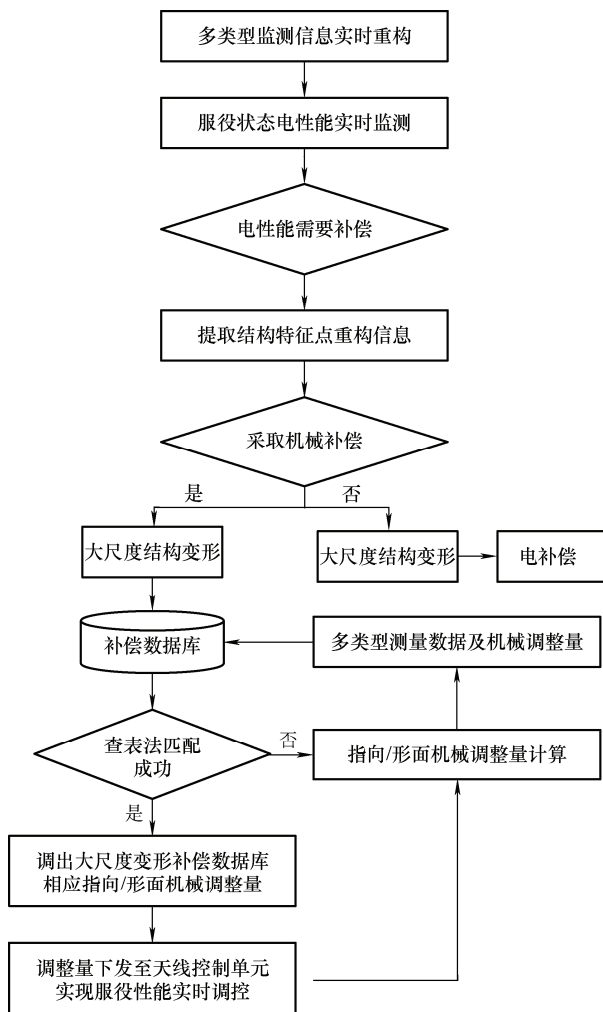 多类型监测信息实时重构
服役状态电性能实时监测
电性能需要补偿
提取结构特征点重构信息
采取机械补偿
是
否
大尺度结构变形
大尺度结构变形
电补偿
补偿数据库
多类型测量数据及机械调整量
查表法匹配
成功
否
指向/形面机械调整量计算
是
调出大尺度变形补偿数据库
相应指向/形面机械调整量
调整量下发至天线控制单元
实现服役性能实时调控